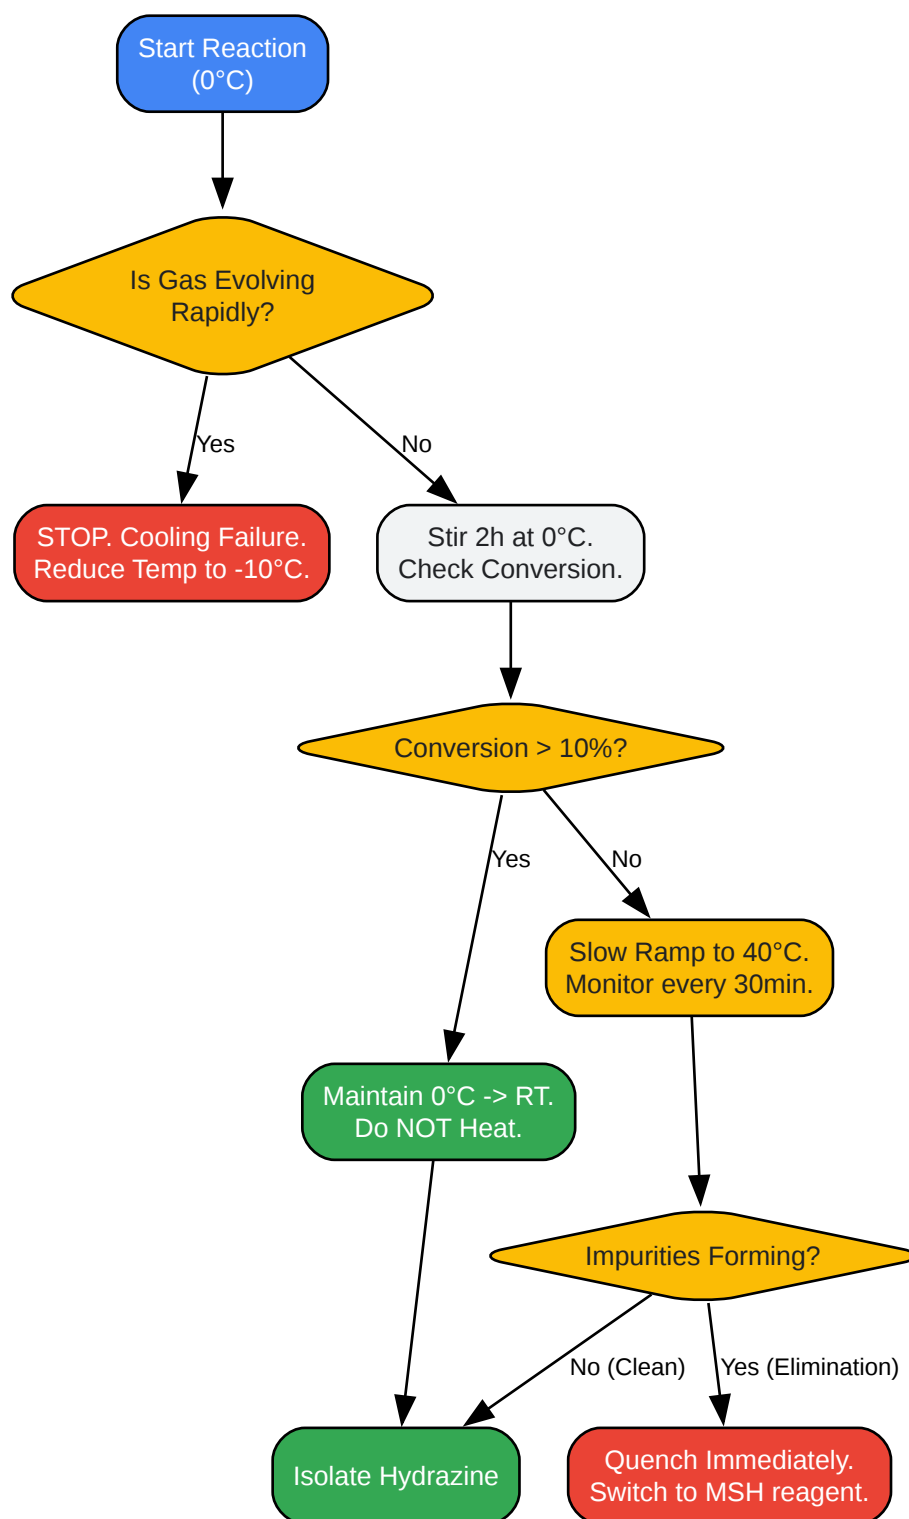 Start Reaction
(0°C)
Is Gas Evolving
Rapidly?
Yes
No
STOP. Cooling Failure.
Reduce Temp to -10°C.
Stir 2h at 0°C.
Check Conversion.
Conversion > 10%?
Yes
No
Slow Ramp to 40°C.
Monitor every 30min.
Maintain 0°C -> RT.
Do NOT Heat.
Impurities Forming?
No (Clean)
Yes (Elimination)
Isolate Hydrazine
Quench Immediately.
Switch to MSH reagent.